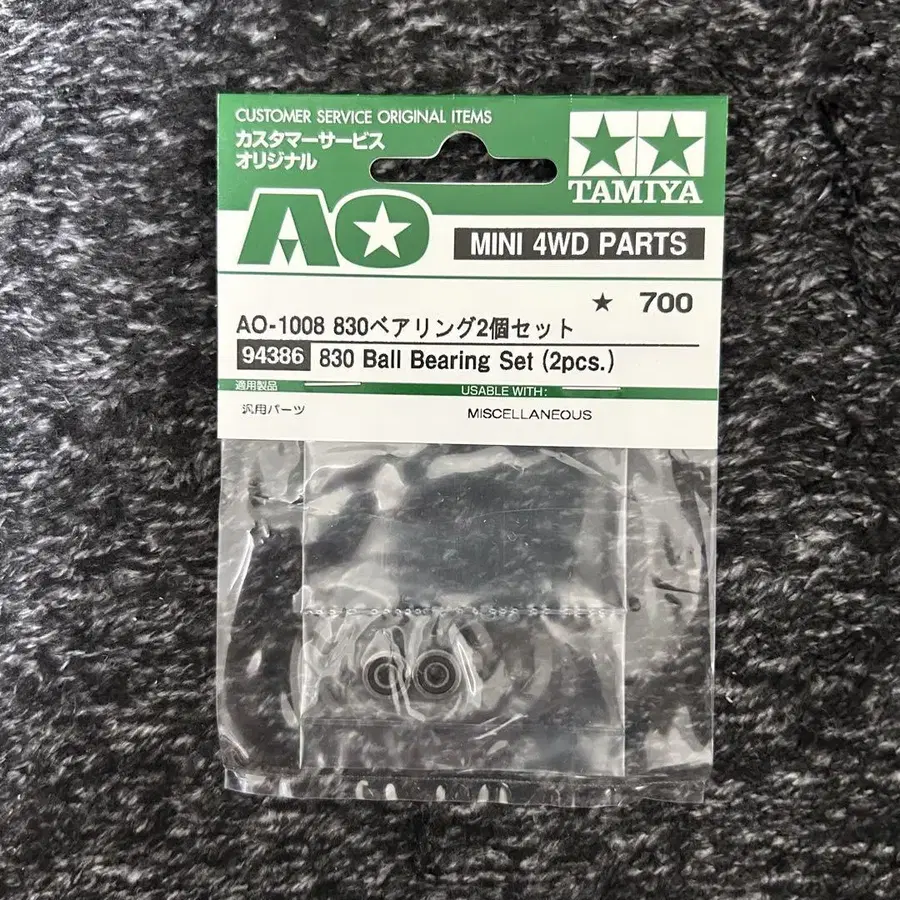 CUSTOMER SERVICE ORIGINAL ITEMS
カスタマーサービス
オリジナル
TAMIYA
AO
MINI 4WD PARTS
★ 700
AO-1008 830ベアリング2個セット
94386 830 Ball Bearing Set (2pcs.)
適用製品 USABLE WITH:
汎用パーツ MISCELLANEOUS